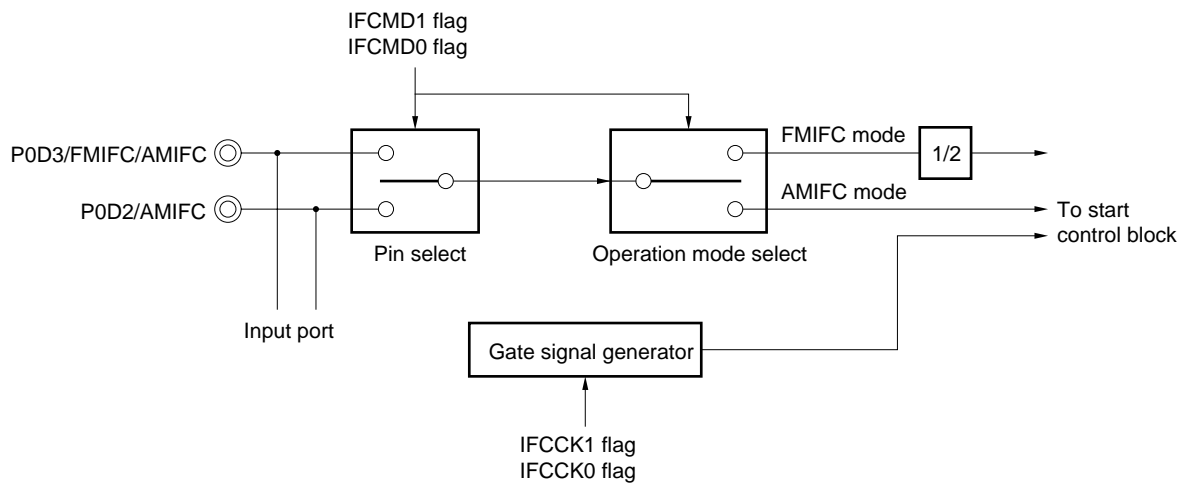 IFCMD1 flag
IFCMD0 flag
P0D3/FMIFC/AMIFC
FMIFC mode
1/2
P0D2/AMIFC
AMIFC mode
To start
control block
Pin select
Operation mode select
Input port
Gate signal generator
IFCCK1 flag
IFCCK0 flag